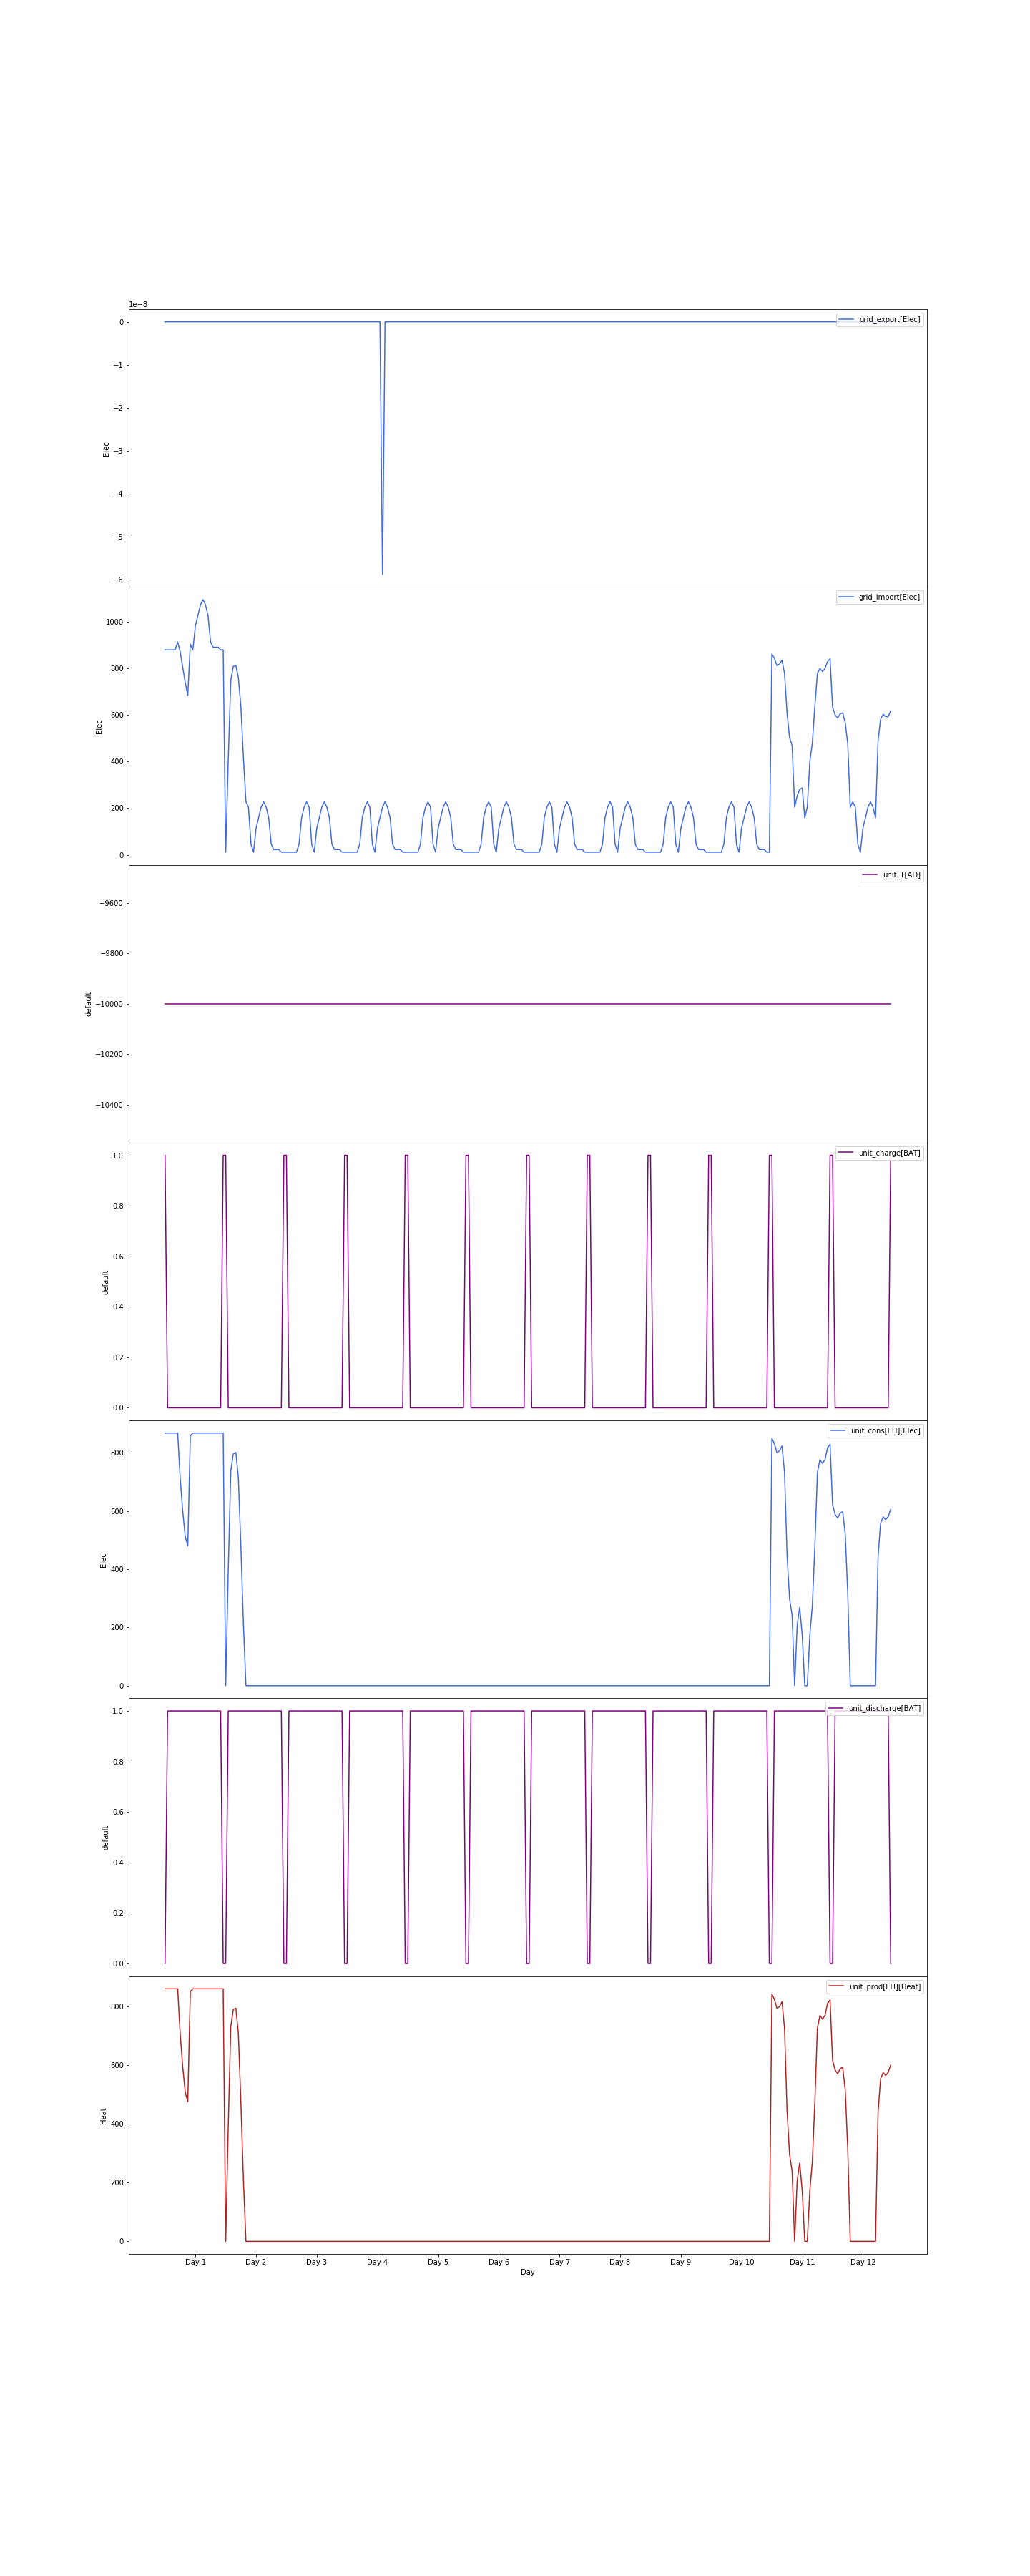 1e−8
grid_export[Elec]
0
−1
−2
−3
−4
−5
−6
Elec
grid_import[Elec]
1000
800
600
400
200
0
Elec
unit_T[AD]
−9600
−9800
−10000
−10200
−10400
default
unit_charge[BAT]
1.0
0.8
0.6
0.4
0.2
0.0
default
unit_cons[EH][Elec]
800
600
400
200
0
Elec
unit_discharge[BAT]
1.0
0.8
0.6
0.4
0.2
0.0
default
unit_prod[EH][Heat]
800
600
400
200
0
Heat
Day 1 Day 2 Day 3 Day 4 Day 5 Day 6 Day 7 Day 8 Day 9 Day 10 Day 11 Day 12
Day